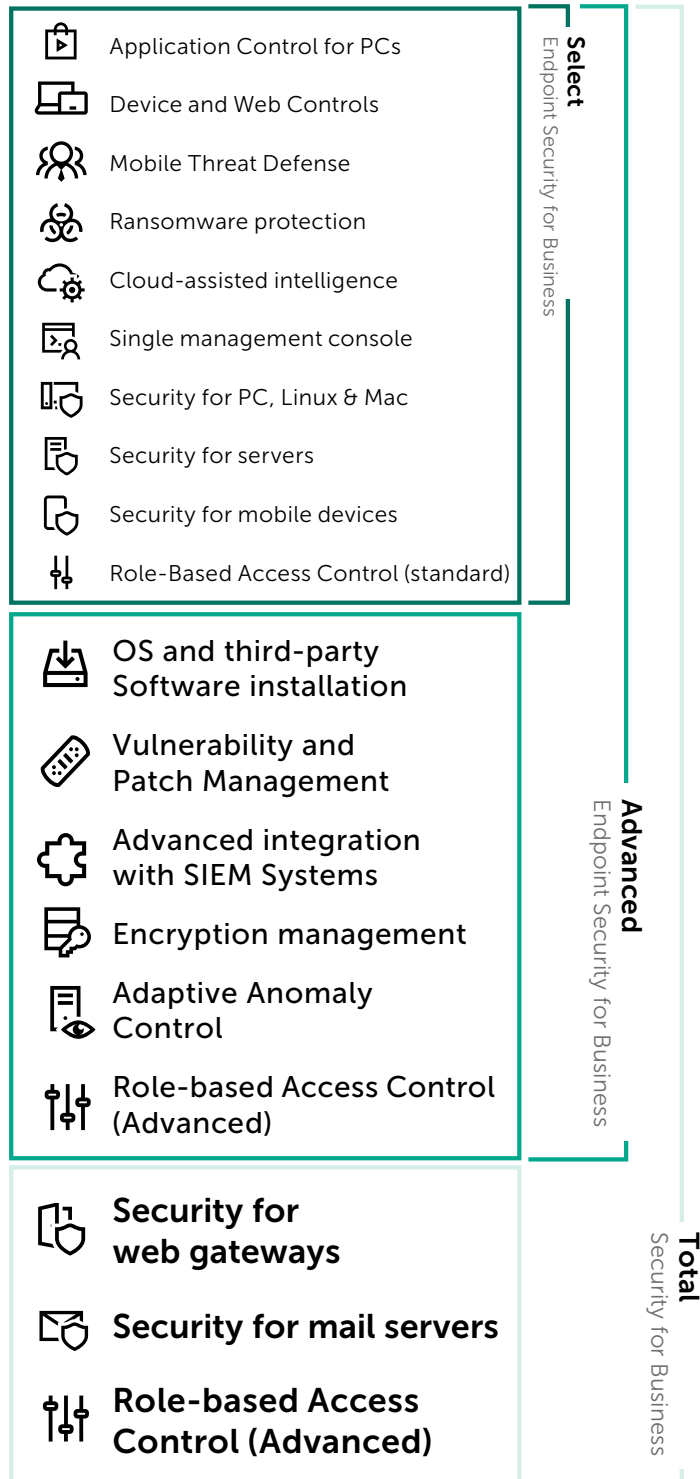 Application Control for PCs
Device and Web Controls
Mobile Threat Defense
Ransomware protection
Cloud-assisted intelligence
Single management console
Security for PC, Linux & Mac
Security for servers
Security for mobile devices
Role-Based Access Control (standard)
Select
Endpoint Security for Business
OS and third-party
Software installation
Vulnerability and
Patch Management
Advanced integration
with SIEM Systems
Encryption management
Adaptive Anomaly
Control
Role-based Access Control
(Advanced)
Advanced
Endpoint Security for Business
Security for
web gateways
Security for mail servers
Role-based Access
Control (Advanced)
Total
Security for Business